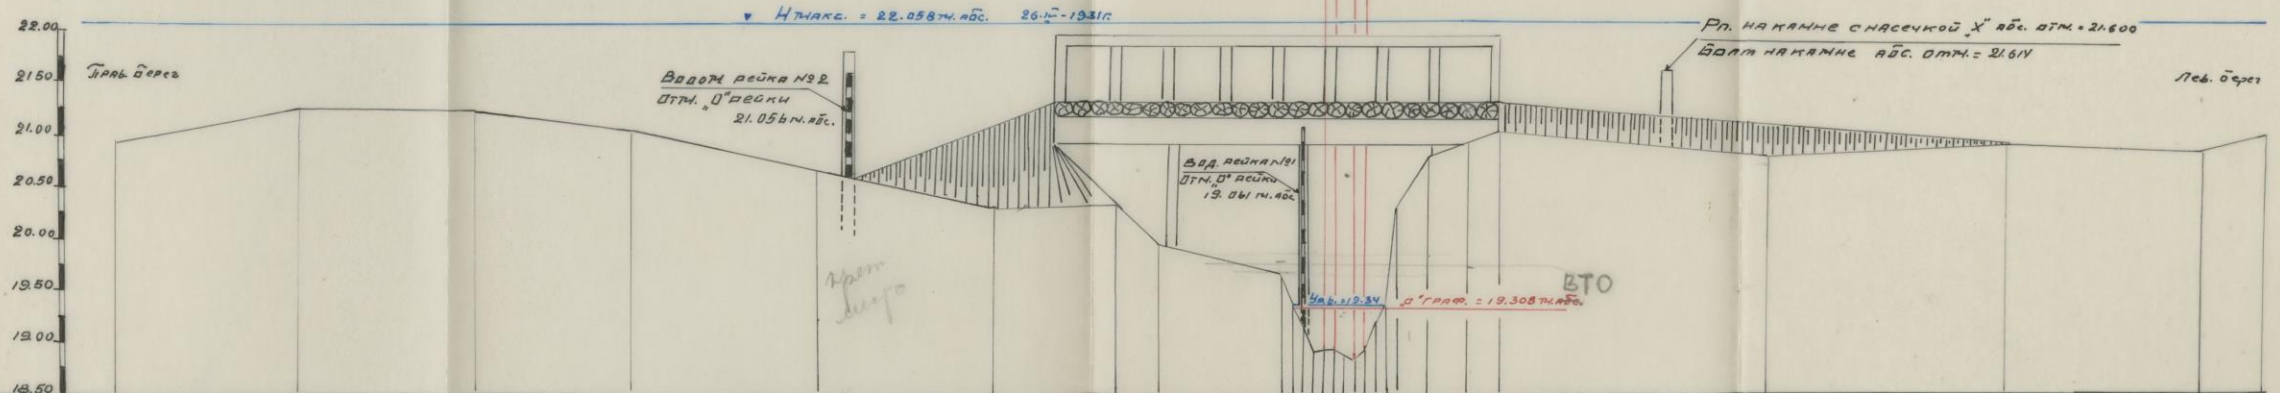 Н макс. = 22.058 м. абс. 26.IV-1931г.
Рп. на камне с насечкой „X" абс. отм. = 21.600
Болт на камне абс. отм. = 21.614
22.00
21.50
21.00
20.50
20.00
19.50
19.00
18.50
Прав. берег
Лев. берег
Водом рейка №2
Отм. „0" рейки
21.056 м. абс.
Вод. рейка №1
Отм. „0" рейки
19.061 м. абс
Ур.в. = 19.34
„0" граф. = 19.308 м. абс.
ВТО